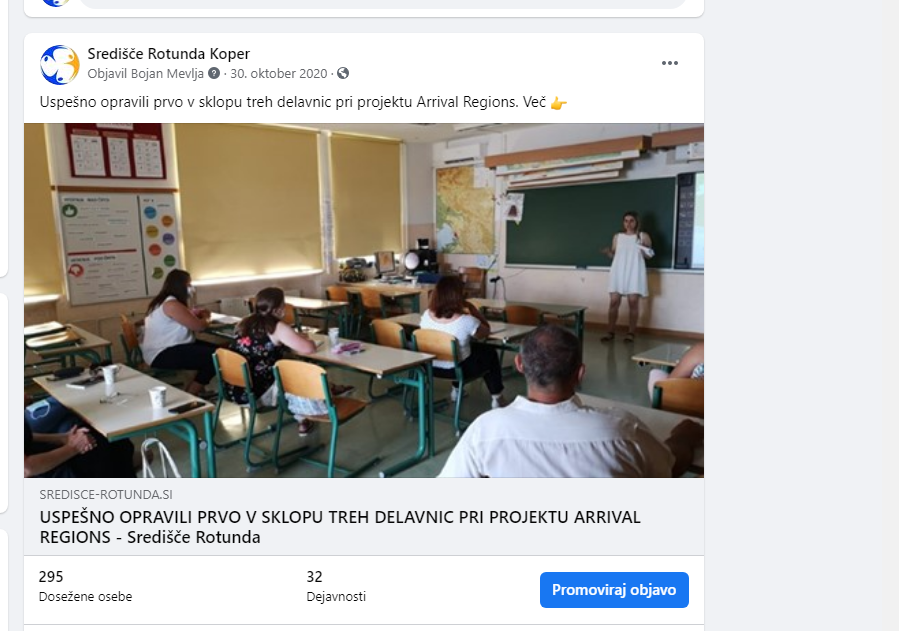 Središče Rotunda Koper
Objavil Bojan Mevlja · 30. oktober 2020 ·
Uspešno opravili prvo v sklopu treh delavnic pri projektu Arrival Regions. Več 👉
SREDISCE-ROTUNDA.SI
USPEŠNO OPRAVILI PRVO V SKLOPU TREH DELAVNIC PRI PROJEKTU ARRIVAL
REGIONS - Središče Rotunda
295
32
Dosežene osebe
Dejavnosti
Promoviraj objavo